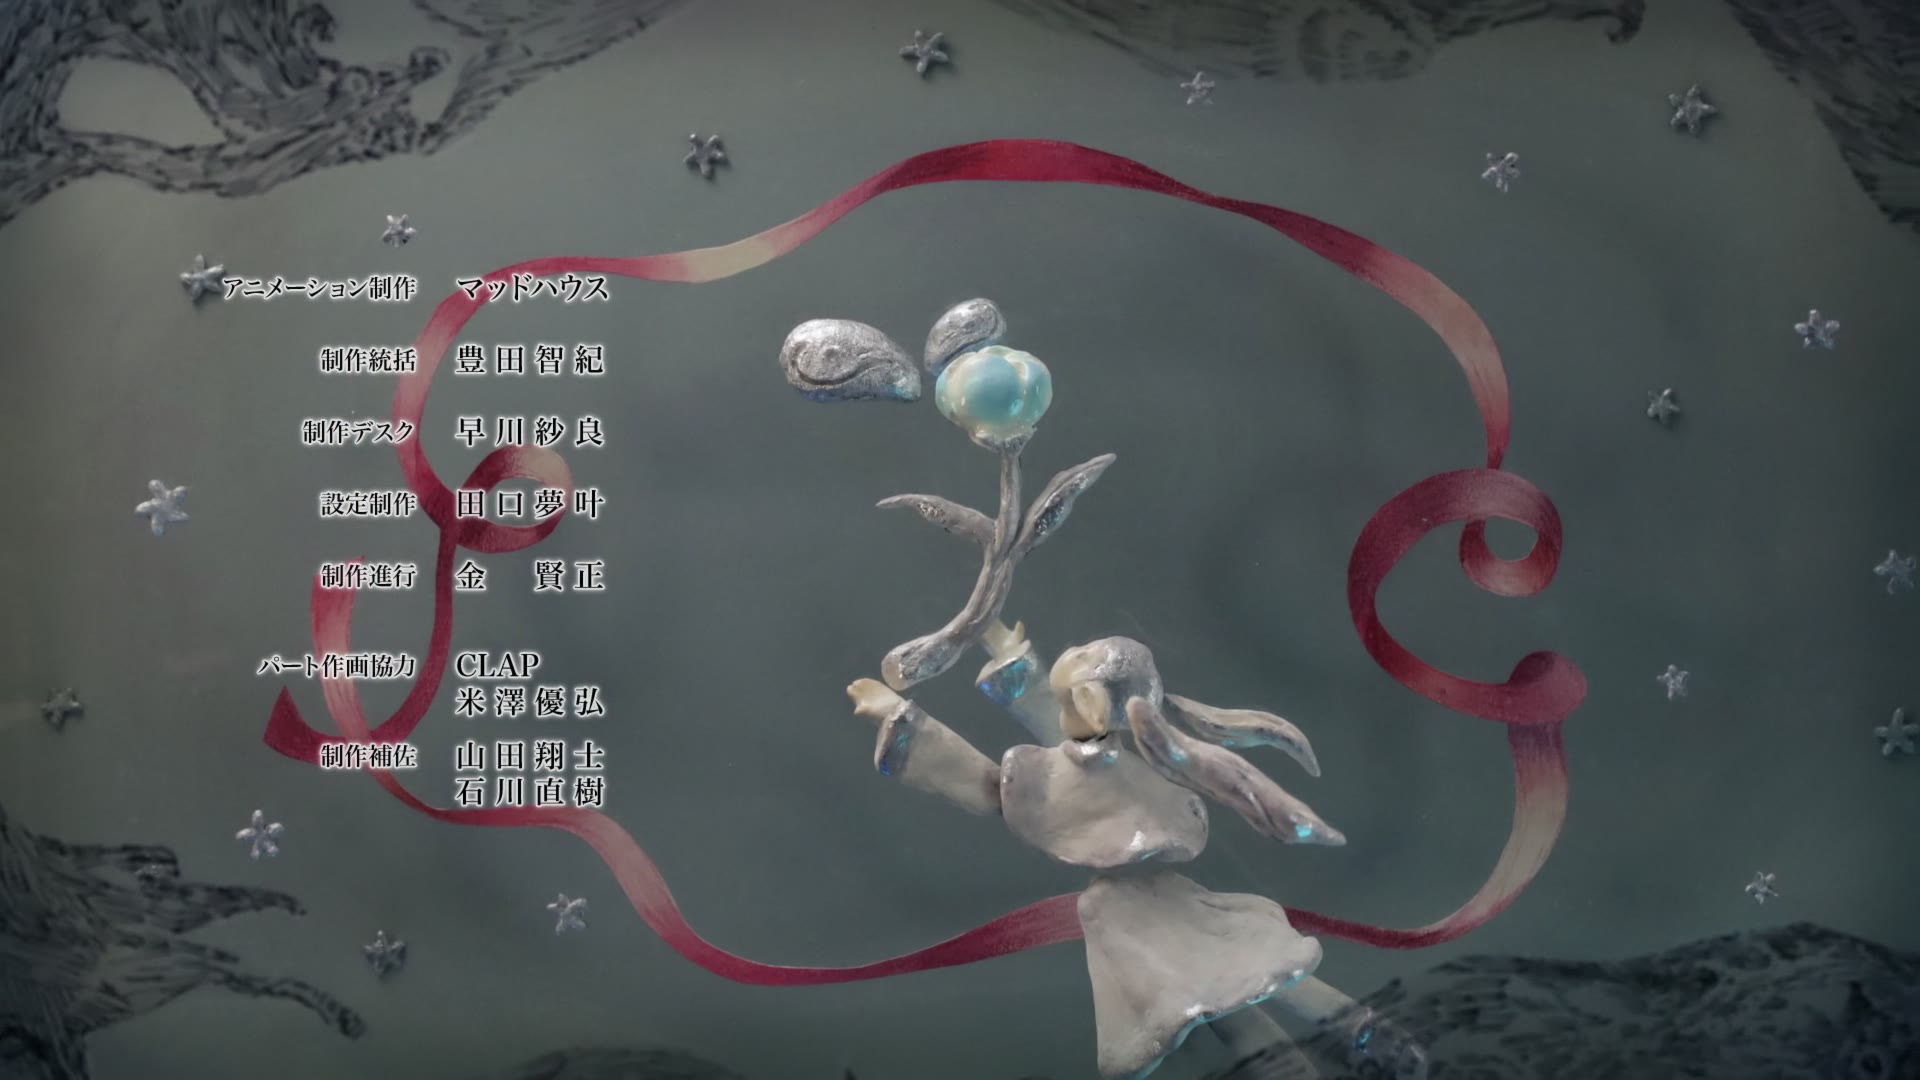 アニメーション制作 マッドハウス
制作統括 豊田智紀
制作デスク 早川紗良
設定制作 田口夢叶
制作進行 金 賢正
パート作画協力 CLAP
米澤優弘
制作補佐 山田翔士
石川直樹